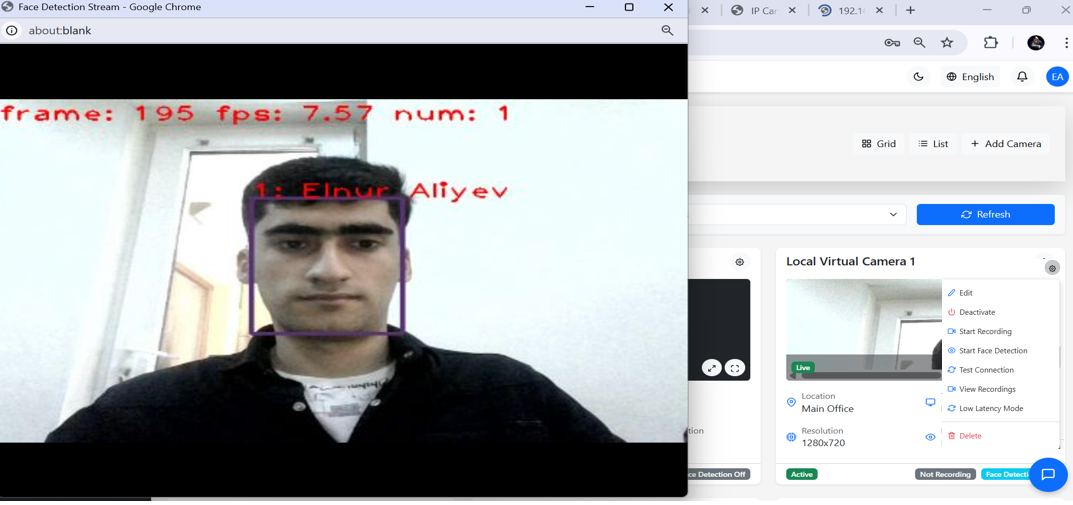 Face Detection Stream - Google Chrome
about:blank
frame: 195 fps: 7.57 num: 1
1: Elnur Aliyev
IP Ca
192.1
English
EA
Grid
List
+ Add Camera
Refresh
Local Virtual Camera 1
Edit
Deactivate
Start Recording
Start Face Detection
Test Connection
View Recordings
Low Latency Mode
Delete
Live
Location
Main Office
Resolution
1280x720
tion
ce Detection Off
Active
Not Recording
Face Detecti